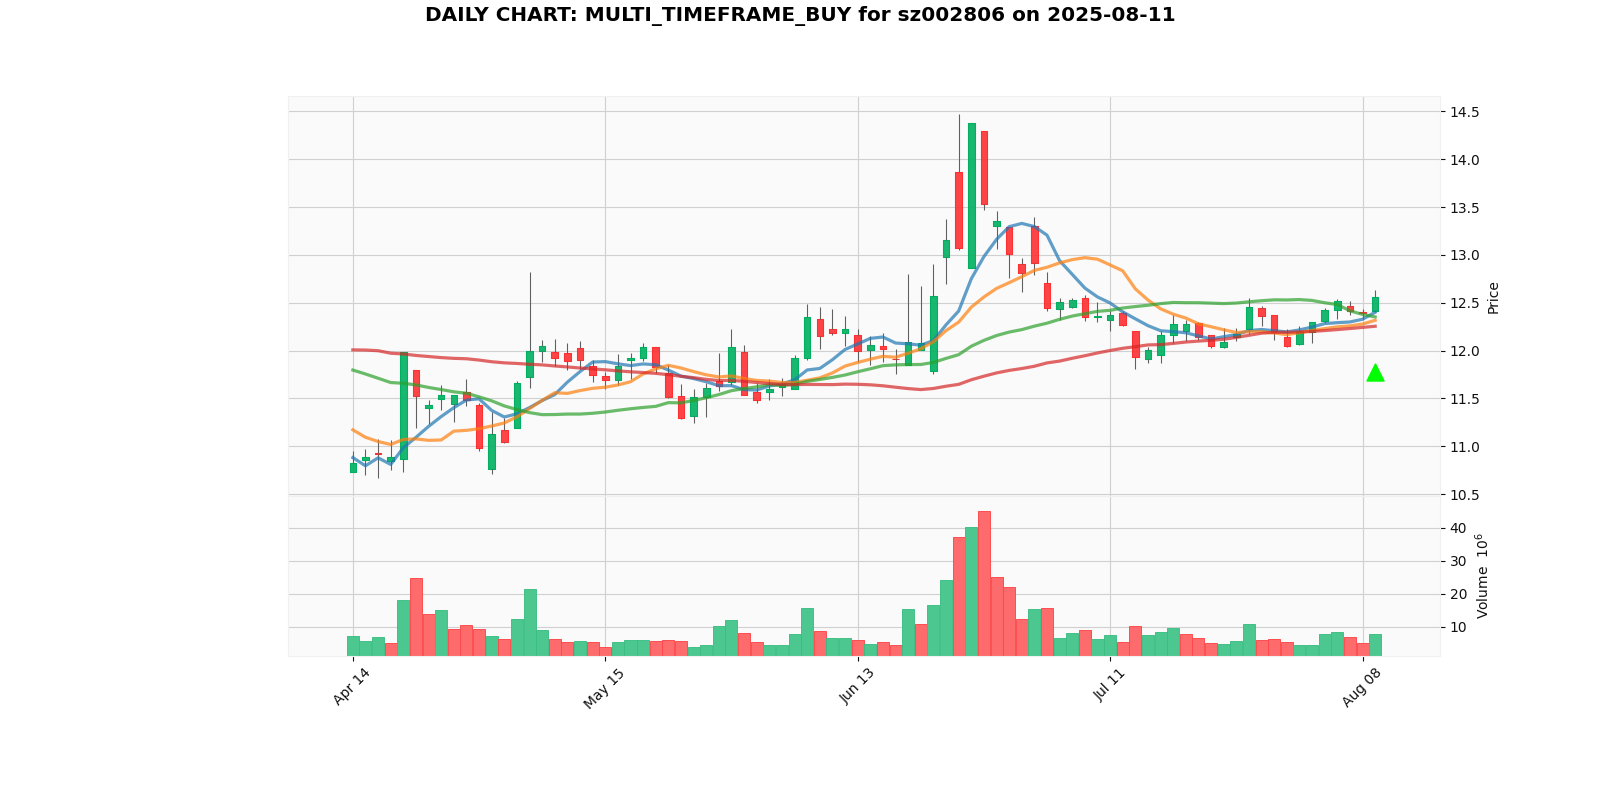 DAILY CHART: MULTI_TIMEFRAME_BUY for sz002806 on 2025-08-11
14.5
14.0
13.5
13.0
12.5
12.0
11.5
11.0
10.5
Price
40
30
20
10
Volume 10⁶
Apr 14
May 15
Jun 13
Jul 11
Aug 08